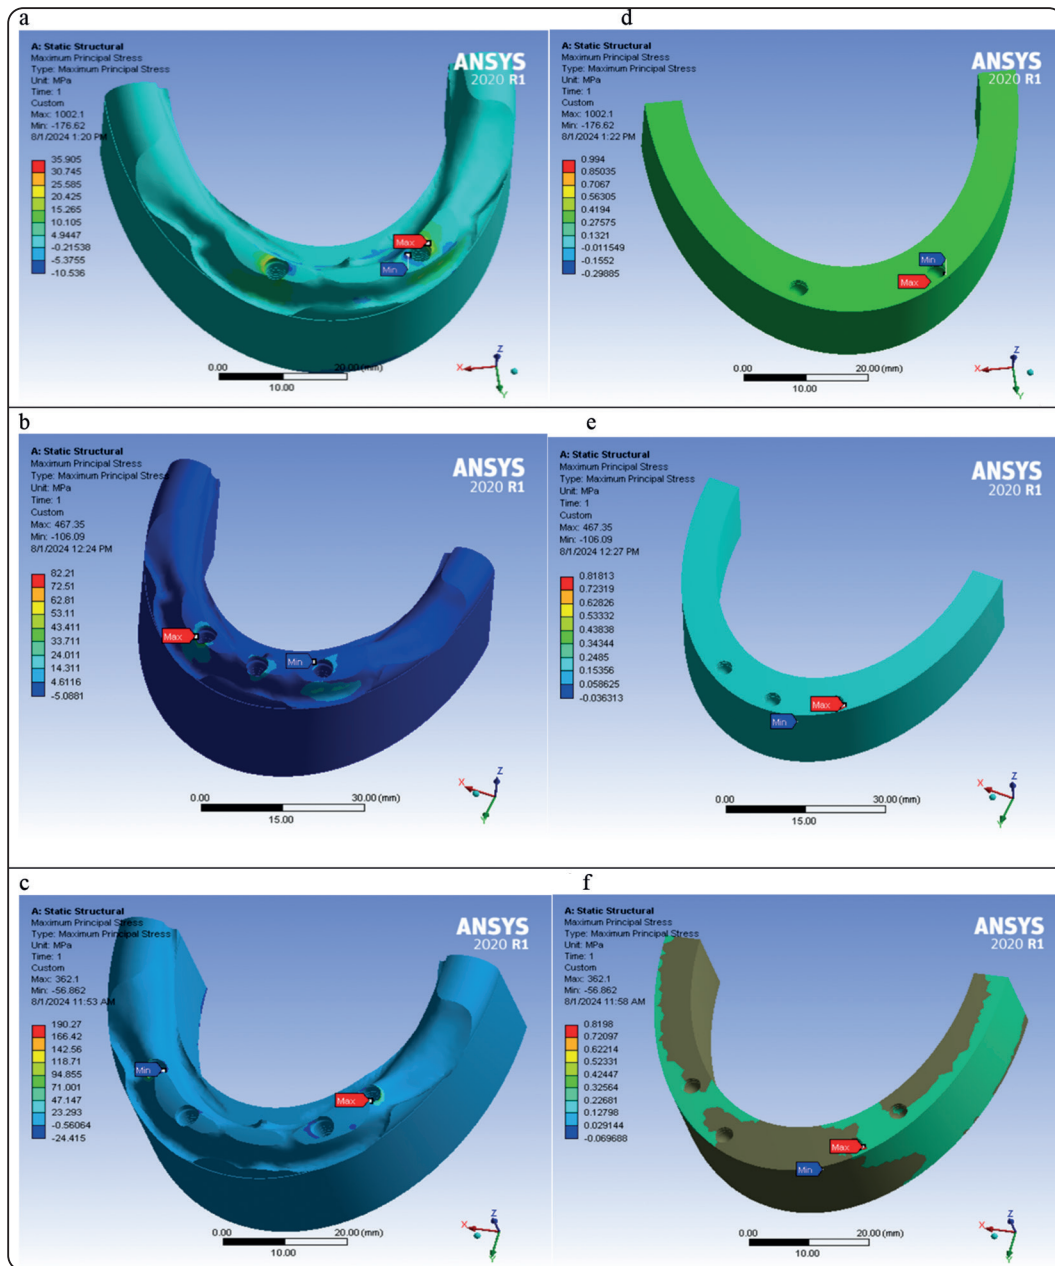 a
A: Static Structural
Maximum Principal Stress
Type: Maximum Principal Stress
Unit: MPa
Time: 1
Custom
Max: 1002.1
Min: -176.62
8/1/2024 1:20 PM
35.905
30.745
25.585
20.425
15.265
10.105
4.9447
-0.21538
-5.3755
-10.536
ANSYS
2020 R1
Max
Min
0.00
20.00 (mm)
10.00
X
Y
Z
d
A: Static Structural
Maximum Principal Stress
Type: Maximum Principal Stress
Unit: MPa
Time: 1
Custom
Max: 1002.1
Min: -176.62
8/1/2024 1:22 PM
0.994
0.85035
0.7067
0.56305
0.4194
0.27575
0.1321
-0.011549
-0.1552
-0.29885
ANSYS
2020 R1
Min
Max
0.00
20.00 (mm)
10.00
X
Y
Z
b
A: Static Structural
Maximum Principal Stress
Type: Maximum Principal Stress
Unit: MPa
Time: 1
Custom
Max: 467.35
Min: -106.09
8/1/2024 12:24 PM
82.21
72.51
62.81
53.11
43.411
33.711
24.011
14.311
4.6116
-5.0881
ANSYS
2020 R1
Max
Min
0.00
30.00 (mm)
15.00
X
Y
Z
e
A: Static Structural
Maximum Principal Stress
Type: Maximum Principal Stress
Unit: MPa
Time: 1
Custom
Max: 467.35
Min: -106.09
8/1/2024 12:27 PM
0.81813
0.72319
0.62826
0.53332
0.43838
0.34344
0.2485
0.15356
0.058625
-0.036313
ANSYS
2020 R1
Max
Min
0.00
30.00 (mm)
15.00
X
Y
Z
c
A: Static Structural
Maximum Principal Stress
Type: Maximum Principal Stress
Unit: MPa
Time: 1
Custom
Max: 362.1
Min: -56.862
8/1/2024 11:53 AM
190.27
166.42
142.56
118.71
94.855
71.001
47.147
23.293
-0.56064
-24.415
ANSYS
2020 R1
Min
Max
0.00
20.00 (mm)
10.00
X
Y
Z
f
A: Static Structural
Maximum Principal Stress
Type: Maximum Principal Stress
Unit: MPa
Time: 1
Custom
Max: 362.1
Min: -56.862
8/1/2024 11:58 AM
0.8198
0.72097
0.62214
0.52331
0.42447
0.32564
0.22681
0.12798
0.029144
-0.069688
ANSYS
2020 R1
Max
Min
0.00
20.00 (mm)
10.00
X
Y
Z